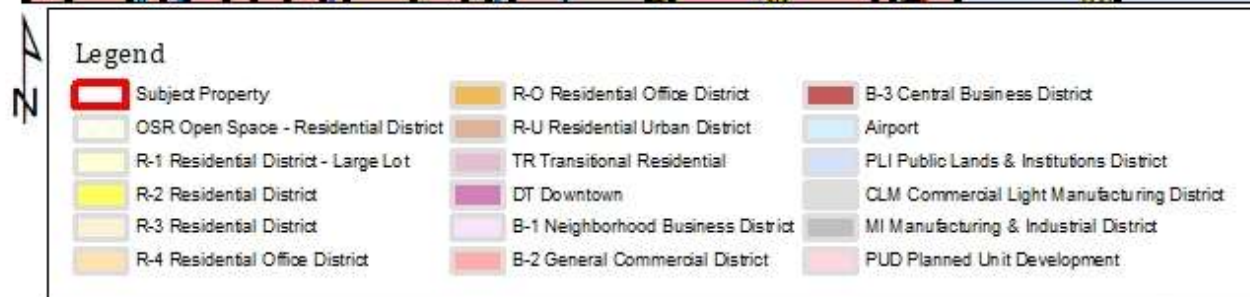 N
Legend
Subject Property
OSR Open Space - Residential District
R-1 Residential District - Large Lot
R-2 Residential District
R-3 Residential District
R-4 Residential Office District
R-O Residential Office District
R-U Residential Urban District
TR Transitional Residential
DT Downtown
B-1 Neighborhood Business District
B-2 General Commercial District
B-3 Central Business District
Airport
PLI Public Lands & Institutions District
CLM Commercial Light Manufacturing District
MI Manufacturing & Industrial District
PUD Planned Unit Development